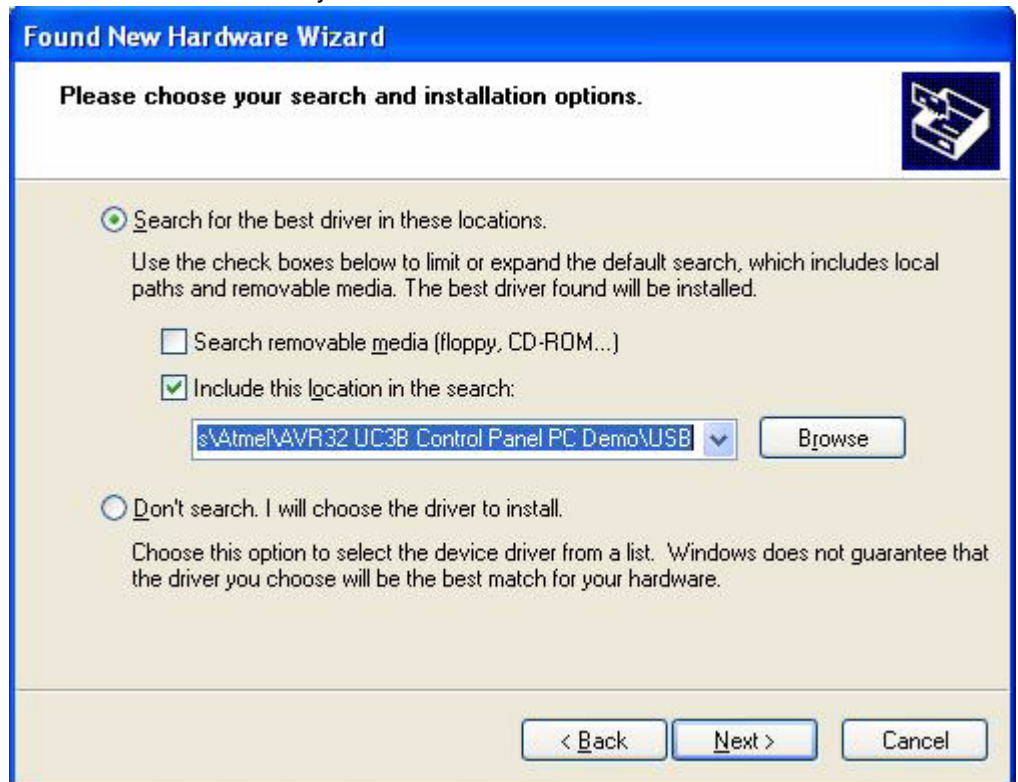 Found New Hardware Wizard
Please choose your search and installation options.
Search for the best driver in these locations.
Use the check boxes below to limit or expand the default search, which includes local
paths and removable media. The best driver found will be installed.
Search removable media (floppy, CD-ROM...)
Include this location in the search:
s\Atmel\AVR32 UC3B Control Panel PC Demo\USB
Browse
Don't search. I will choose the driver to install.
Choose this option to select the device driver from a list. Windows does not guarantee that
the driver you choose will be the best match for your hardware.
< Back Next > Cancel